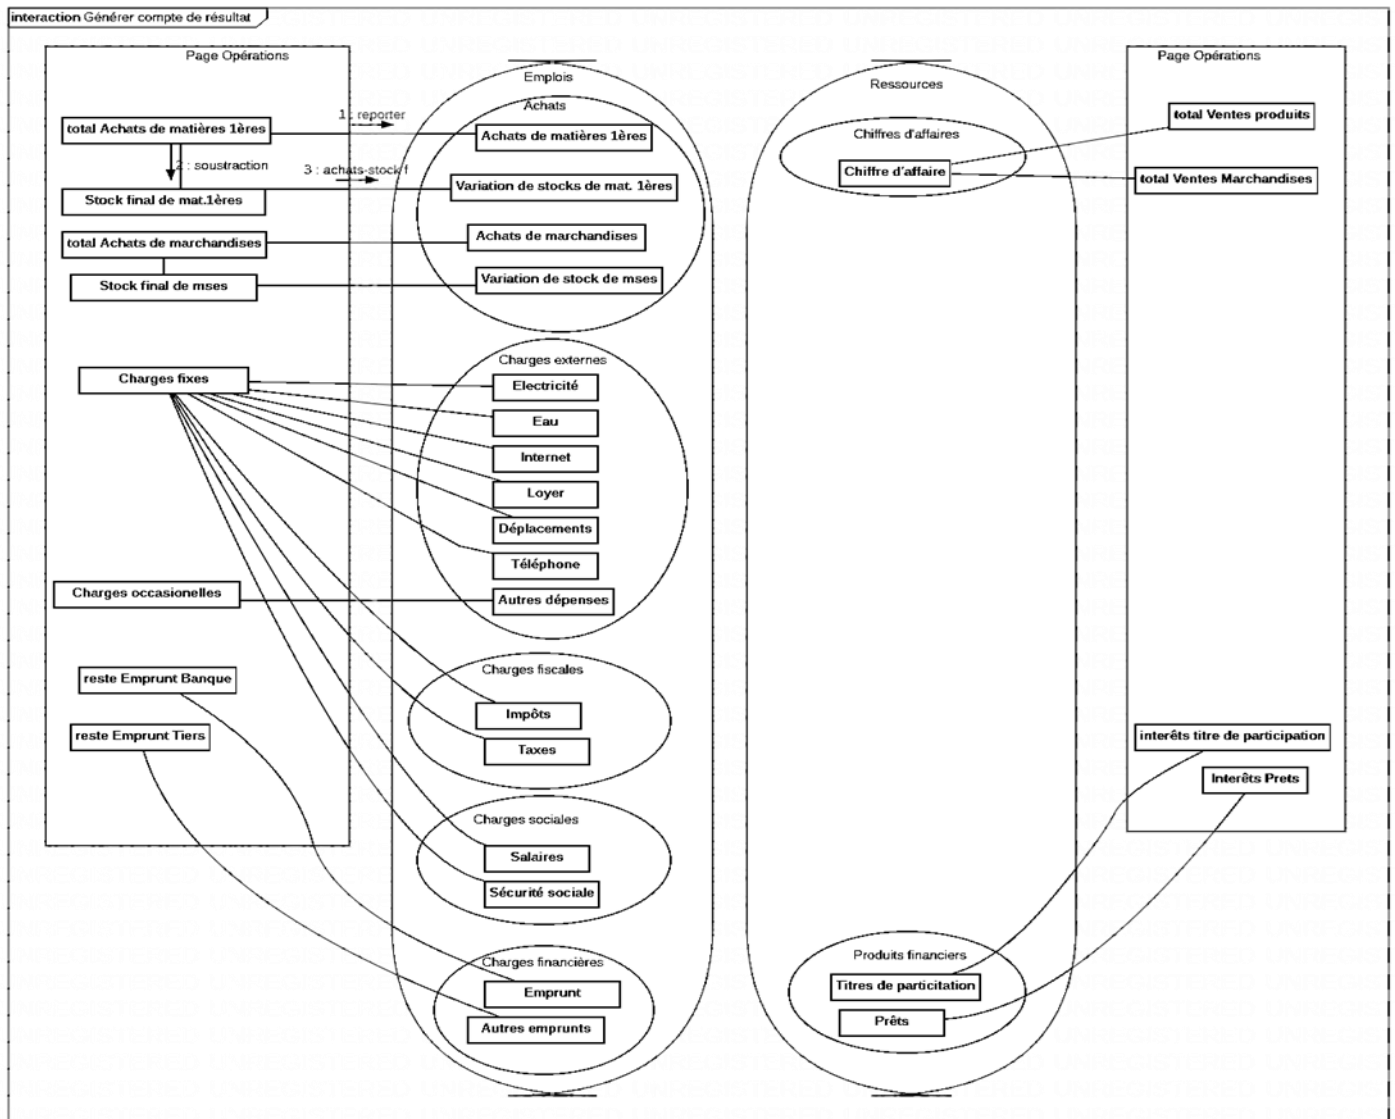 interaction Générer compte de résultat
Page Opérations
total Achats de matières 1ères
1 : reporter
2 : soustraction
3 : achats-stock f
Stock final de mat.1ères
total Achats de marchandises
Stock final de mses
Charges fixes
Charges occasionelles
reste Emprunt Banque
reste Emprunt Tiers
Emplois
Achats
Achats de matières 1ères
Variation de stocks de mat. 1ères
Achats de marchandises
Variation de stock de mses
Charges externes
Electricité
Eau
Internet
Loyer
Déplacements
Téléphone
Autres dépenses
Charges fiscales
Impôts
Taxes
Charges sociales
Salaires
Sécurité sociale
Charges financières
Emprunt
Autres emprunts
Ressources
Chiffres d'affaires
Chiffre d'affaire
Produits financiers
Titres de particitation
Prêts
Page Opérations
total Ventes produits
total Ventes Marchandises
interêts titre de participation
Interêts Prets